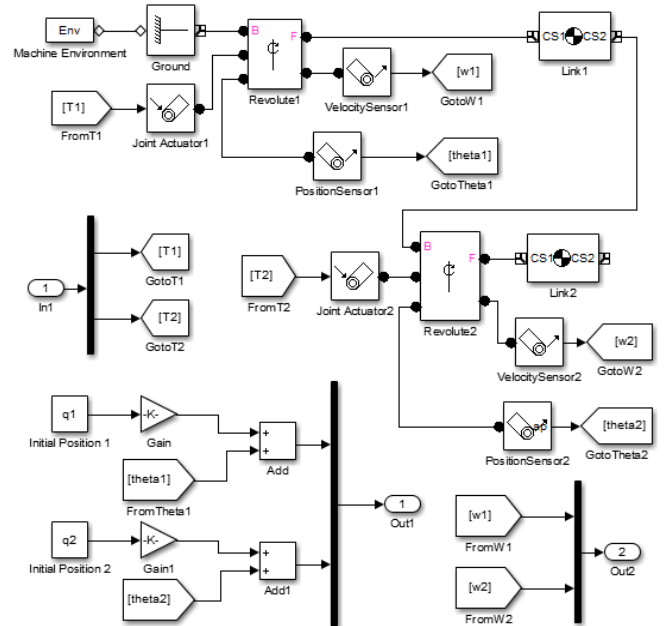 Env
Machine Environment
Ground
B
F
Revolute1
CS1
CS2
Link1
[T1]
FromT1
Joint Actuator1
VelocitySensor1
[w1]
GotoW1
PositionSensor1
[theta1]
GotoTheta1
1
In1
[T1]
GotoT1
[T2]
GotoT2
[T2]
FromT2
Joint Actuator2
B
F
Revolute2
CS1
CS2
Link2
VelocitySensor2
[w2]
GotoW2
sp
PositionSensor2
[theta2]
GotoTheta2
q1
Initial Position 1
-K-
Gain
+
+
Add
[theta1]
FromTheta1
1
Out1
q2
Initial Position 2
-K-
Gain1
+
+
Add1
[theta2]
[w1]
FromW1
[w2]
FromW2
2
Out2